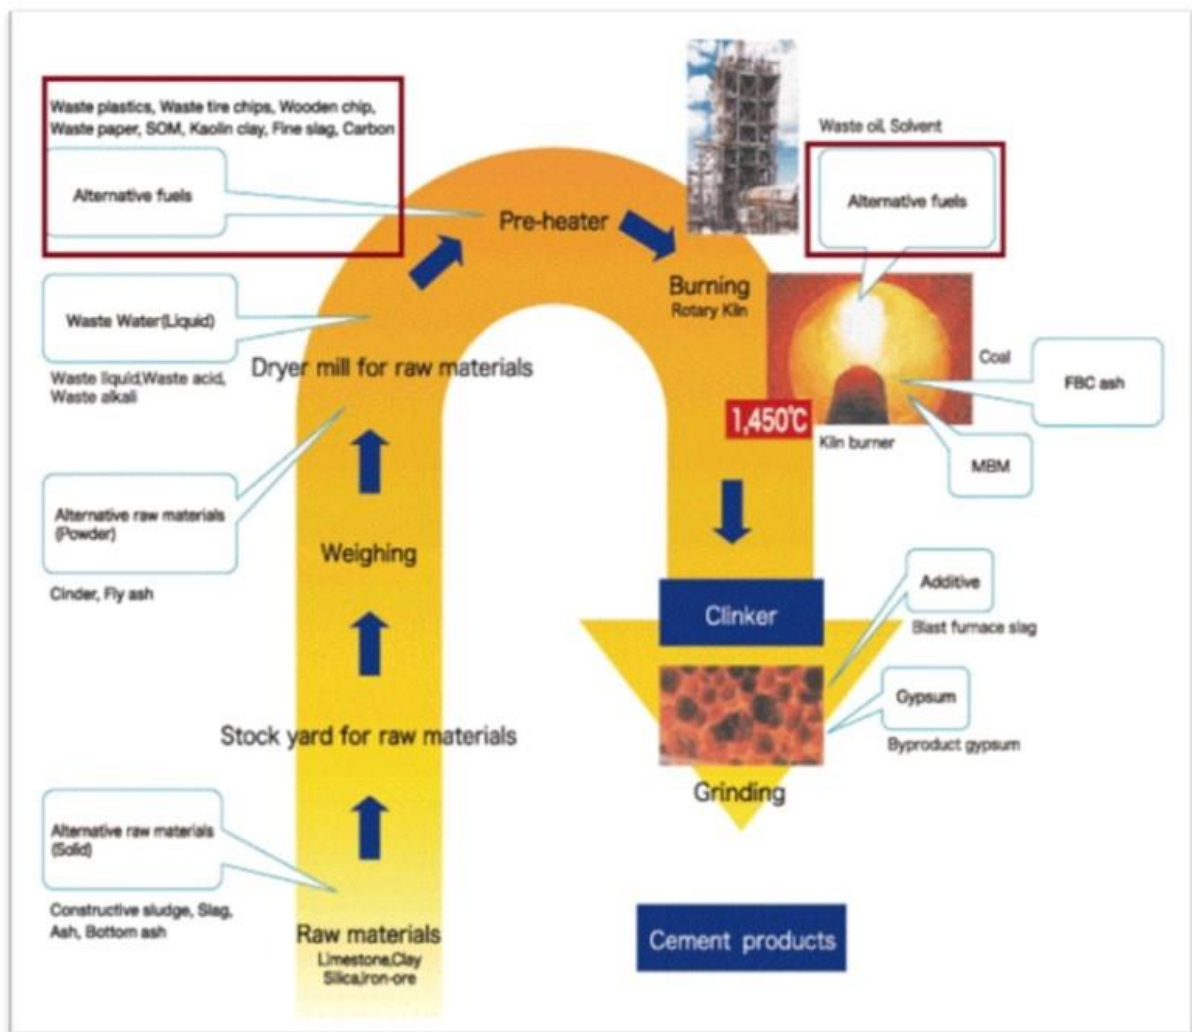 Waste plastics, Waste tire chips, Wooden chip,
Waste paper, SOM, Kaolin clay, Fine slag, Carbon
Alternative fuels
Waste oil, Solvent
Alternative fuels
Pre-heater
Burning
Rotary Kiln
Waste Water(Liquid)
Waste liquid,Waste acid,
Waste alkali
Dryer mill for raw materials
Coal
FBC ash
1,450℃
Kiln burner
MBM
Alternative raw materials
(Powder)
Cinder, Fly ash
Weighing
Clinker
Additive
Blast furnace slag
Gypsum
Byproduct gypsum
Stock yard for raw materials
Grinding
Alternative raw materials
(Solid)
Constructive sludge, Slag,
Ash, Bottom ash
Raw materials
Limestone,Clay
Silica,Iron-ore
Cement products